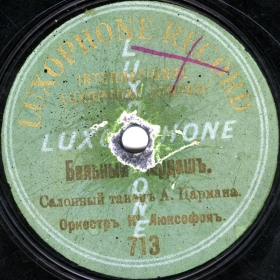 LUXOPHONE RECORD
LUXOPHONE
LUXOPHONE
Бальный
Салонный танецъ А. Цармана.
Оркестръ
Люксофонъ.
713